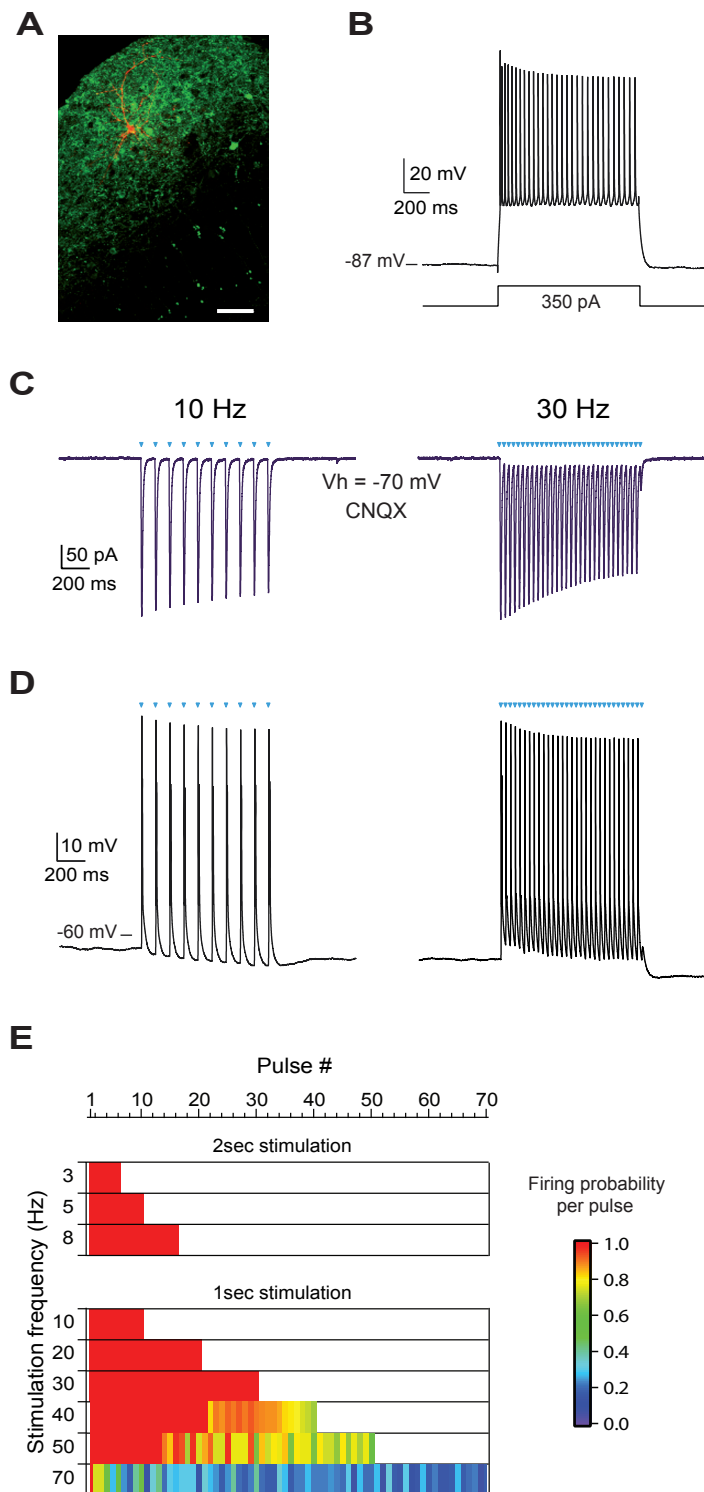 A
B
20 mV
200 ms
-87 mV
350 pA
C
10 Hz
30 Hz
Vh = -70 mV
CNQX
50 pA
200 ms
D
10 mV
200 ms
-60 mV
E
Pulse #
1 10 20 30 40 50 60 70
2sec stimulation
3
5
8
1sec stimulation
10
20
30
40
50
70
Stimulation frequency (Hz)
Firing probability
per pulse
1.0
0.8
0.6
0.4
0.2
0.0